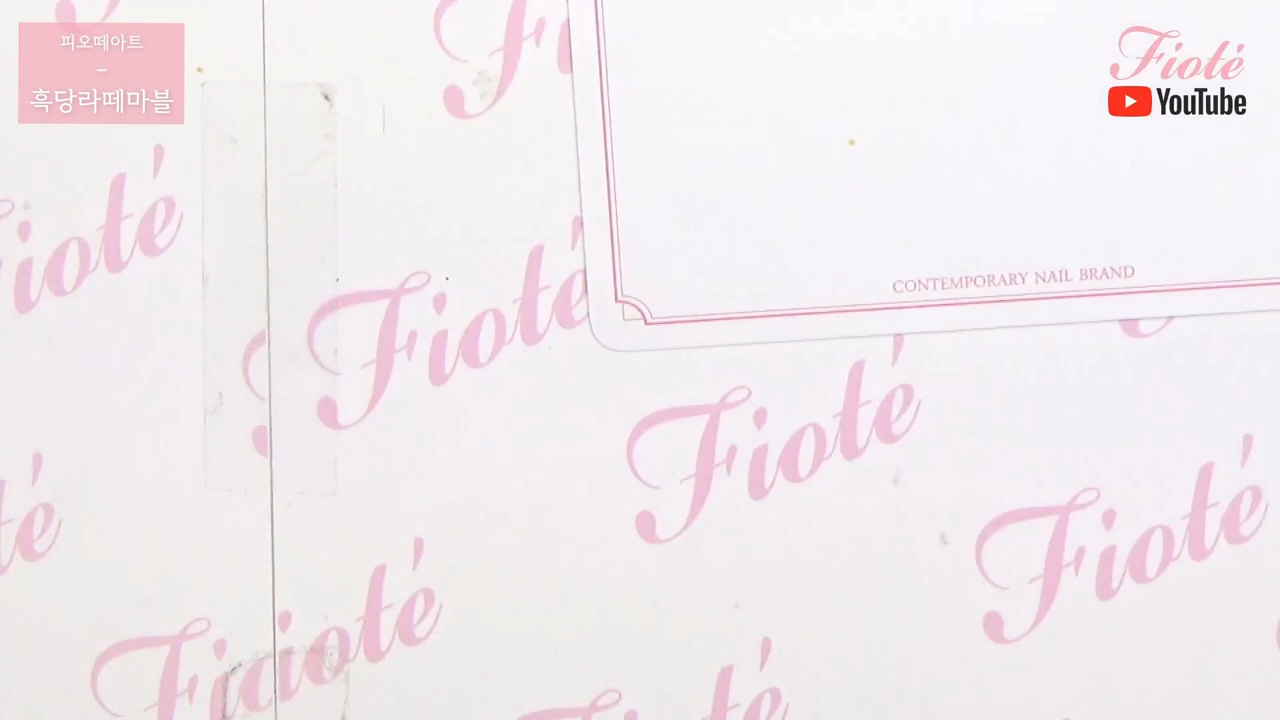 피오떼아트
–
흑당라떼마블
Fioté
YouTube
Fioté
Fioté
CONTEMPORARY NAIL BRAND
Fioté
Fioté
Fioté
Fioté